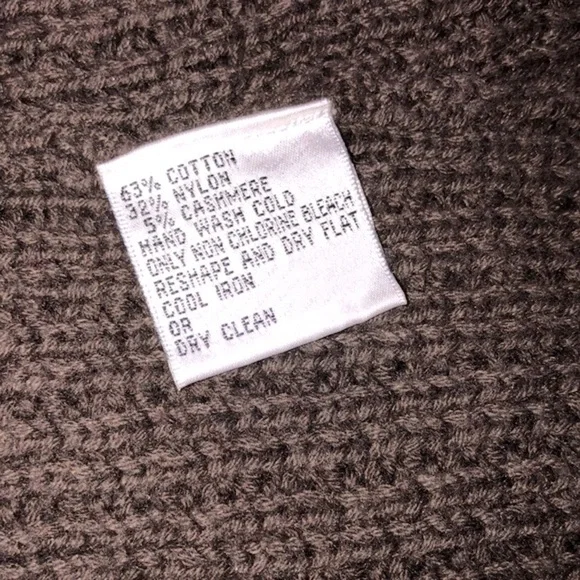 63% COTTON
32% NYLON
5% CASHMERE
HAND WASH COLD
ONLY NON CHLORINE BLEACH
RESHAPE AND DRY FLAT
COOL IRON
OR
DRY CLEAN